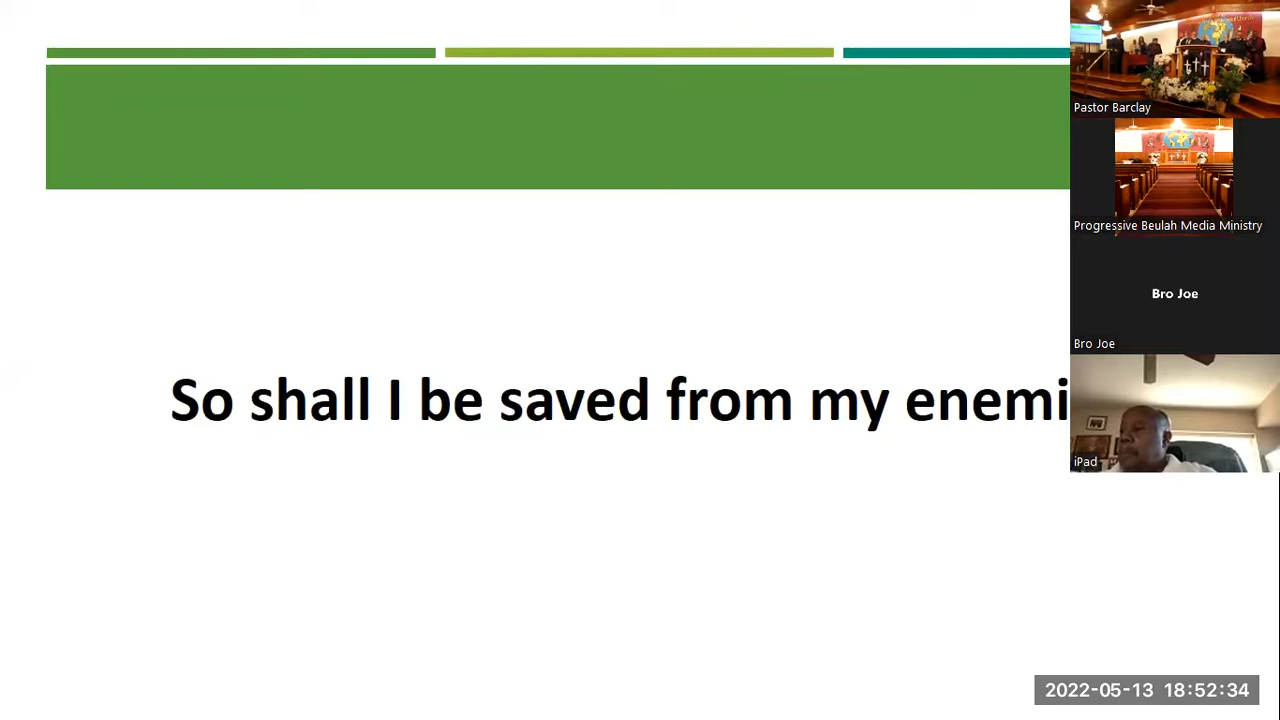 So shall I be saved from my enemi
Pastor Barclay
Progressive Beulah Media Ministry
Bro Joe
Bro Joe
iPad
2022-05-13 18:52:34